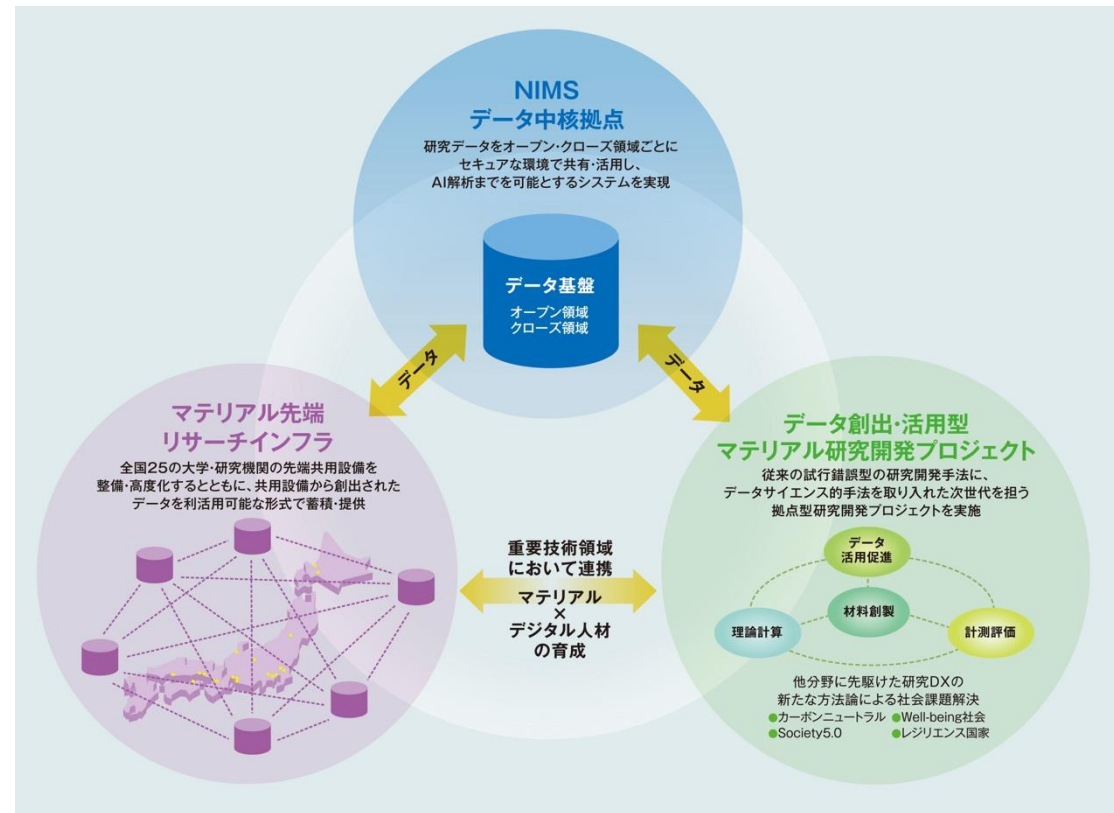 NIMS
データ中核拠点
研究データをオープン・クローズ領域ごとに
セキュアな環境で共有・活用し、
AI解析までを可能とするシステムを実現
データ基盤
オープン領域
クローズ領域
データ
データ
マテリアル先端
リサーチインフラ
全国25の大学・研究機関の先端共用設備を
整備・高度化するとともに、共用設備から創出された
データを利活用可能な形式で蓄積・提供
データ創出・活用型
マテリアル研究開発プロジェクト
従来の試行錯誤型の研究開発手法に、
データサイエンス的手法を取り入れた次世代を担う
拠点型研究開発プロジェクトを実施
重要技術領域
において連携
マテリアル
×
デジタル人材
の育成
データ
活用促進
理論計算
材料創製
計測評価
他分野に先駆けた研究DXの
新たな方法論による社会課題解決
●カーボンニュートラル ●Well-being社会
●Society5.0 ●レジリエンス国家